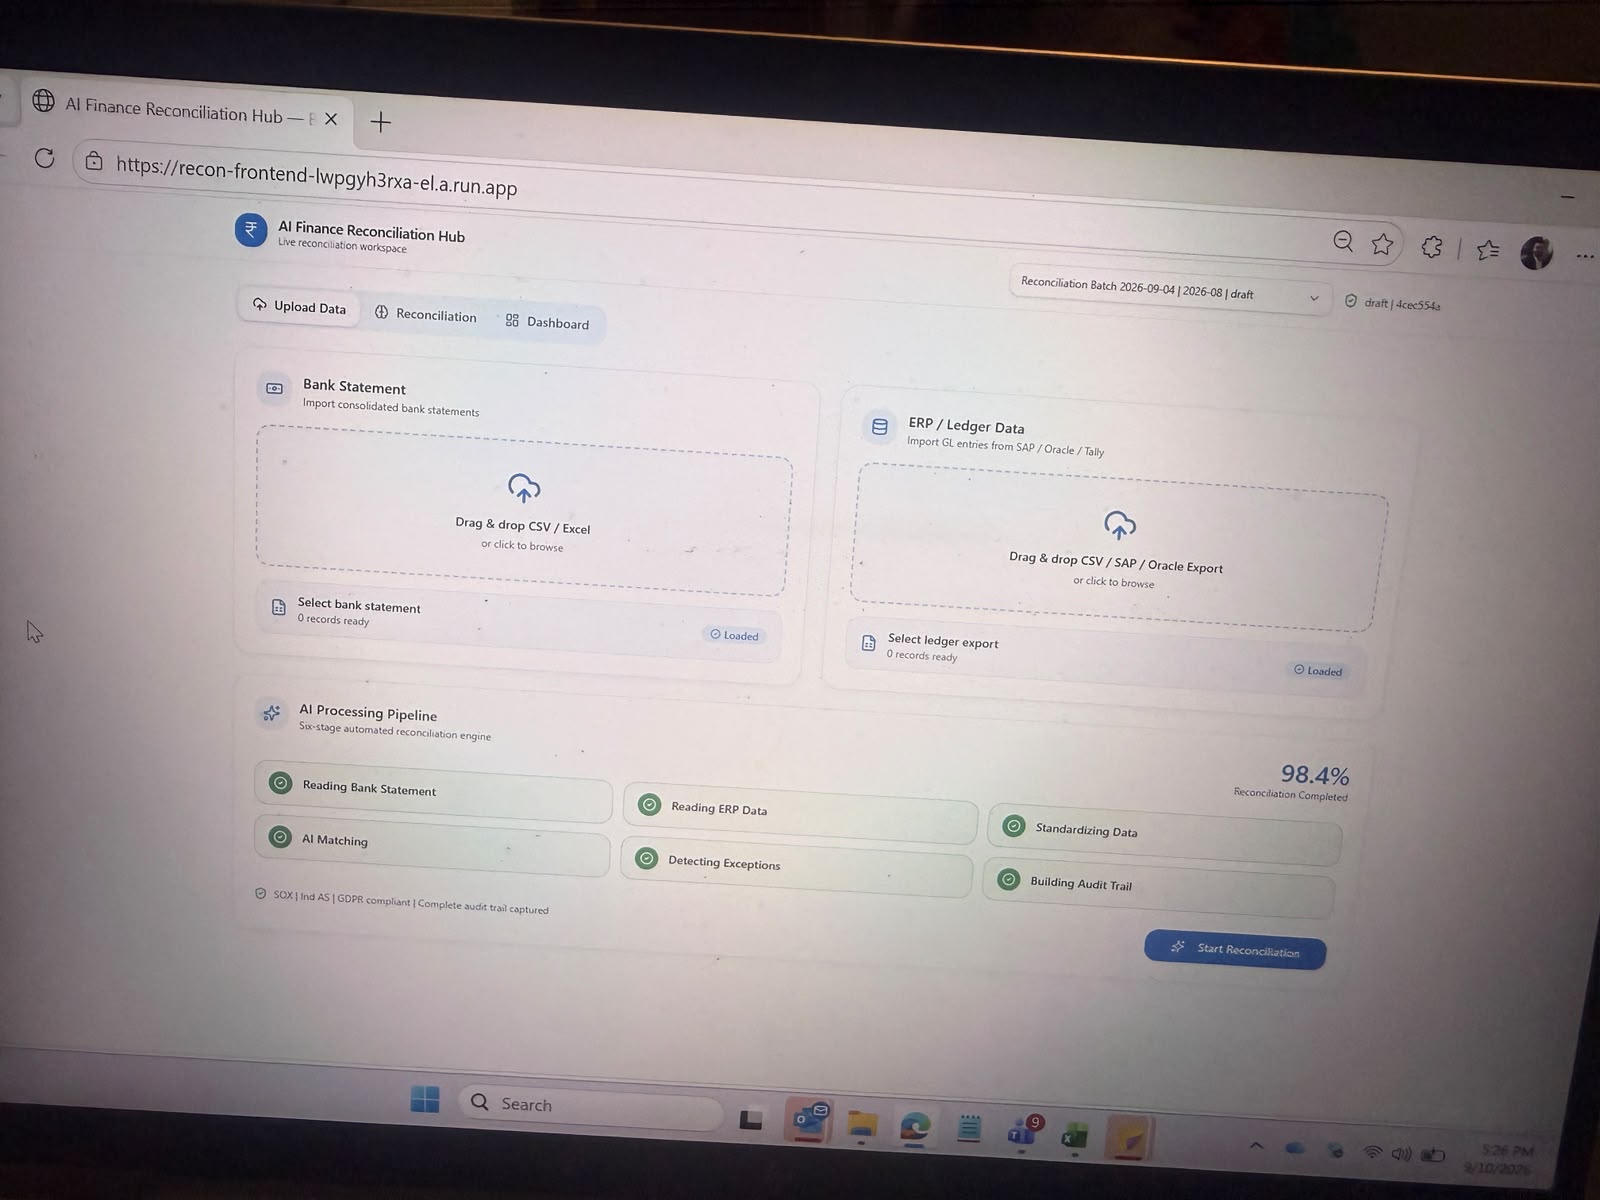 AI Finance Reconciliation Hub —
https://recon-frontend-lwpgyh3rxa-el.a.run.app
₹
AI Finance Reconciliation Hub
Live reconciliation workspace
Reconciliation Batch 2026-09-04 | 2026-08 | draft
draft | 4cec554a
Upload Data
Reconciliation
Dashboard
Bank Statement
Import consolidated bank statements
Drag & drop CSV / Excel
or click to browse
Select bank statement
0 records ready
Loaded
ERP / Ledger Data
Import GL entries from SAP / Oracle / Tally
Drag & drop CSV / SAP / Oracle Export
or click to browse
Select ledger export
0 records ready
Loaded
AI Processing Pipeline
Six-stage automated reconciliation engine
98.4%
Reconciliation Completed
Reading Bank Statement
Reading ERP Data
Standardizing Data
AI Matching
Detecting Exceptions
Building Audit Trail
SOX | Ind AS | GDPR compliant | Complete audit trail captured
Start Reconciliation
Search
9
5:26 PM
9/10/2026